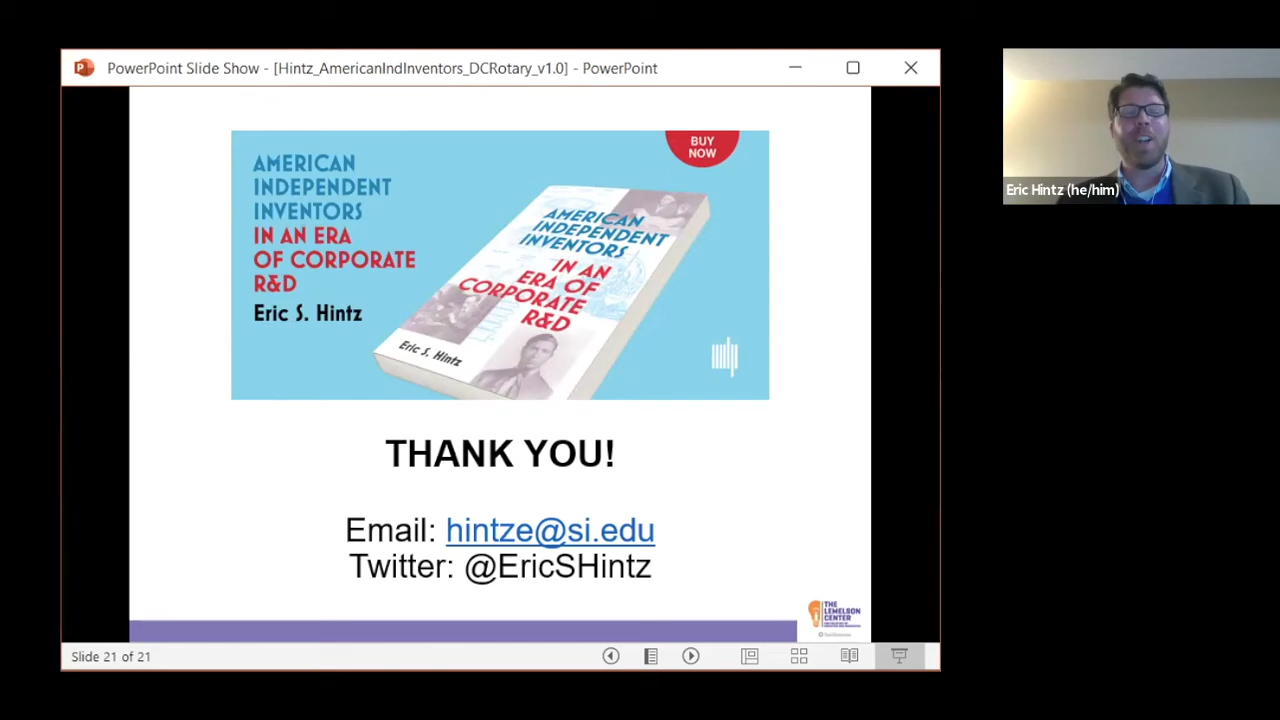 PowerPoint Slide Show - [Hintz_AmericanIndInventors_DCRotary_v1.0] - PowerPoint
AMERICAN
INDEPENDENT
INVENTORS
IN AN ERA
OF CORPORATE
R&D
Eric S. Hintz
BUY
NOW
AMERICAN
INDEPENDENT
INVENTORS
IN AN
ERA OF
CORPORATE
R&D
Eric S. Hintz
THANK YOU!
Email: hintze@si.edu
Twitter: @EricSHintz
THE
LEMELSON
CENTER
Slide 21 of 21
Eric Hintz (he/him)